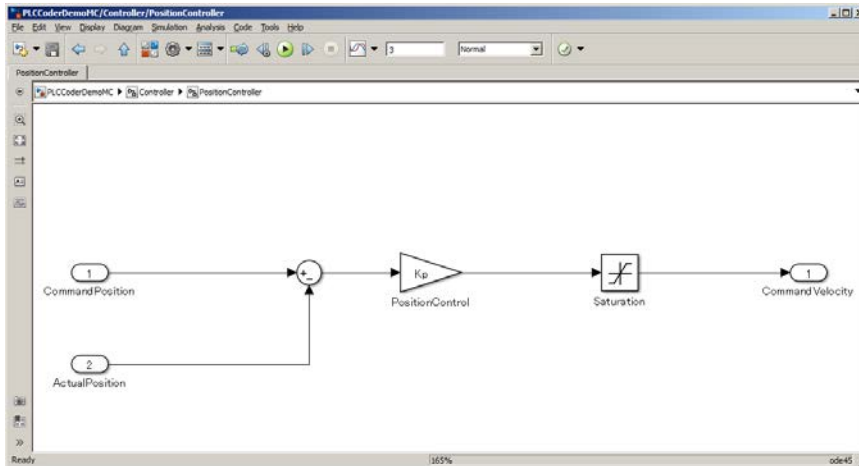 PLCCoderDemoMC/Controller/PositionController
File Edit View Display Diagram Simulation Analysis Code Tools Help
3 Normal
PositionController
PLCCoderDemoMC Controller PositionController
1
CommandPosition
+_
Kp
PositionControl
Saturation
1
CommandVelocity
2
ActualPosition
Ready 165% ode45